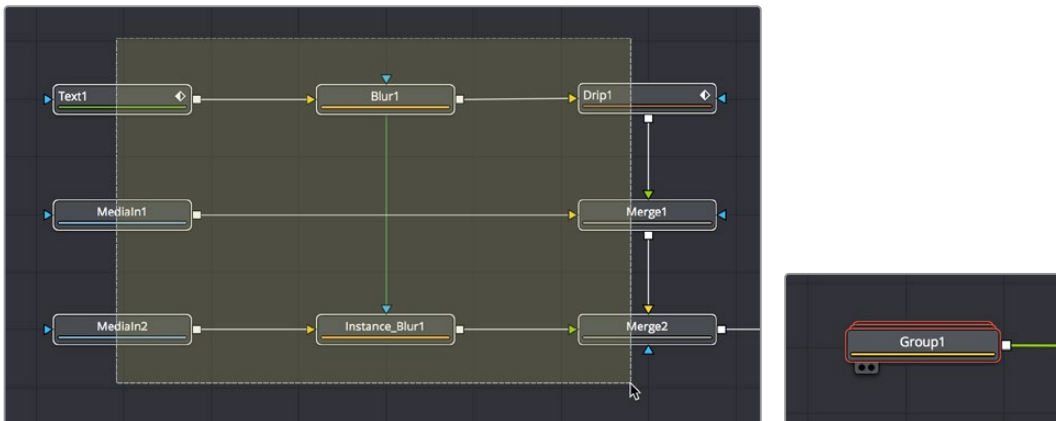 Text1
Blur1
Drip1
MediaIn1
Merge1
MediaIn2
Instance_Blur1
Merge2
Group1